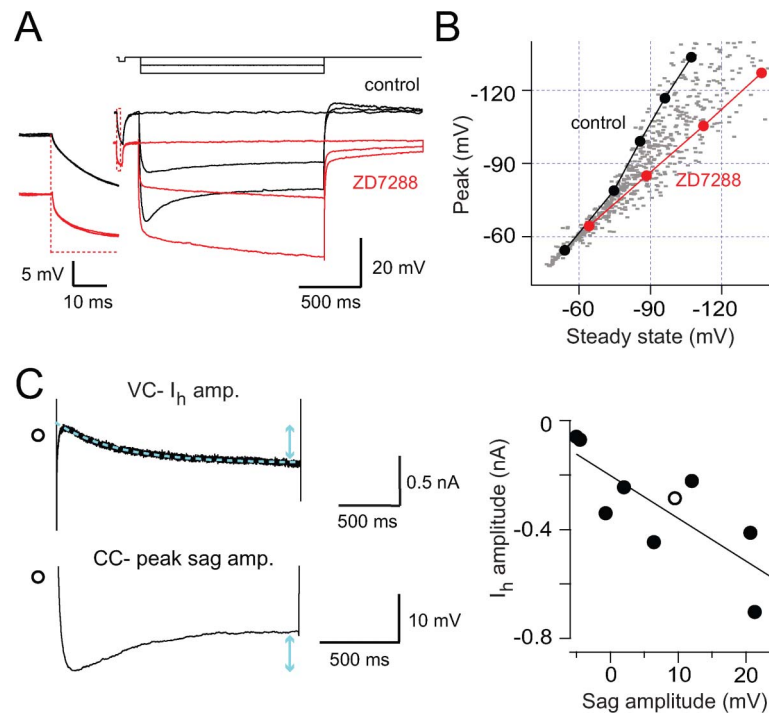 A
control
ZD7288
5 mV
10 ms
20 mV
500 ms
B
Peak (mV)
-120
-90
-60
control
ZD7288
-60
-90
-120
Steady state (mV)
C
VC- Ih amp.
0.5 nA
500 ms
CC- peak sag amp.
10 mV
500 ms
Ih amplitude (nA)
0
-0.4
-0.8
0
10
20
Sag amplitude (mV)